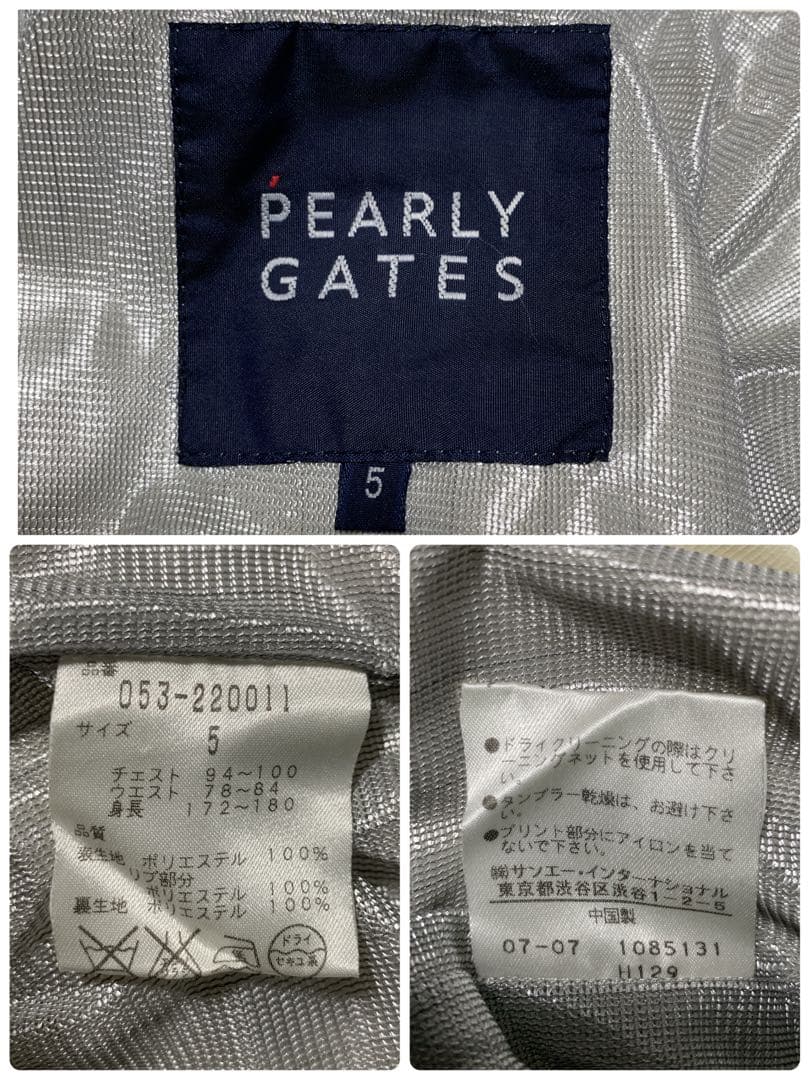 PEARLY
GATES
5
品番
053-220011
サイズ
5
チェスト 94~100
ウエスト 78~84
身長 172~180
品質
表生地 ポリエステル 100%
リブ部分
ポリエステル 100%
裏生地 ポリエステル 100%
ドライ
セキユ系
●ドライクリーニングの際はクリ
ーニングネットを使用して下さ
い。
●タンブラー乾燥は、お避け下さ
い。
●プリント部分にアイロンを当て
ないで下さい。
㈱サンエー・インターナショナル
東京都渋谷区渋谷1-2-5
中国製
07-07 1085131
H129